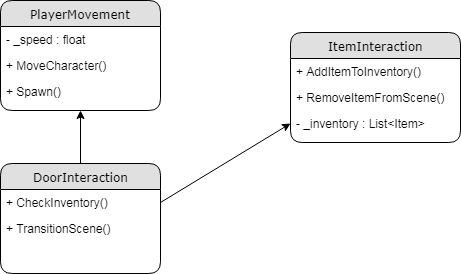 PlayerMovement
- _speed : float
+ MoveCharacter()
+ Spawn()
ItemInteraction
+ AddItemToInventory()
+ RemoveItemFromScene()
- _inventory : List<Item>
DoorInteraction
+ CheckInventory()
+ TransitionScene()